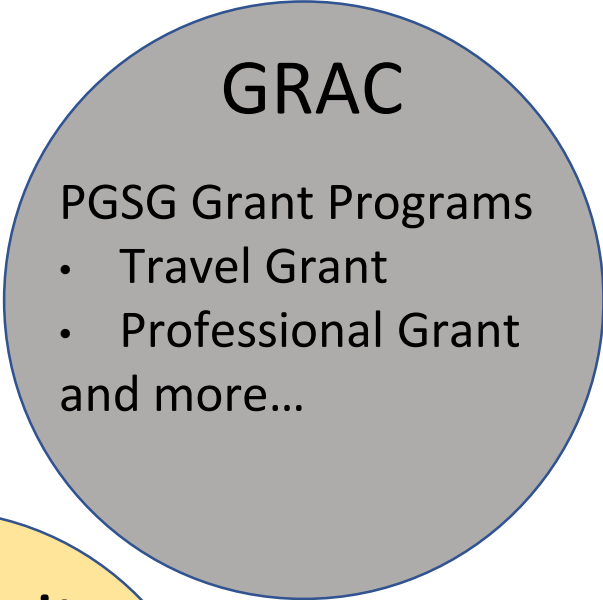 GRAC
PGSG Grant Programs
• Travel Grant
• Professional Grant
and more…